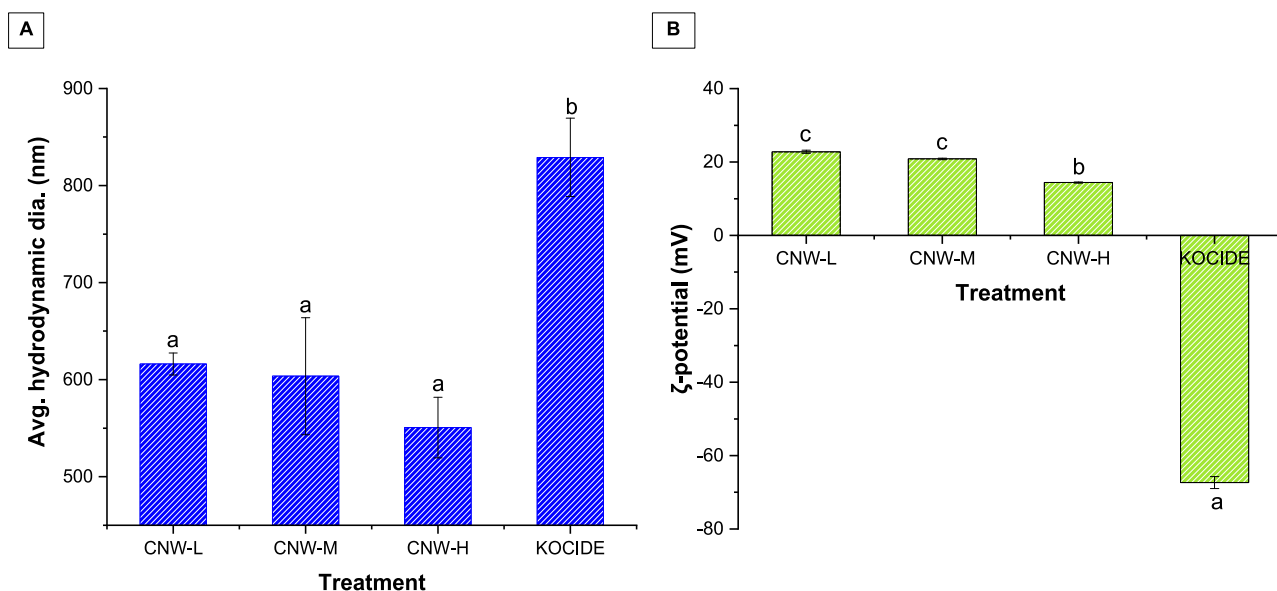 A
Avg. hydrodynamic dia. (nm)
900
800
700
600
500
a
a
a
b
CNW-L
CNW-M
CNW-H
KOCIDE
Treatment
B
ζ-potential (mV)
40
20
0
-20
-40
-60
-80
c
c
b
a
CNW-L
CNW-M
CNW-H
KOCIDE
Treatment